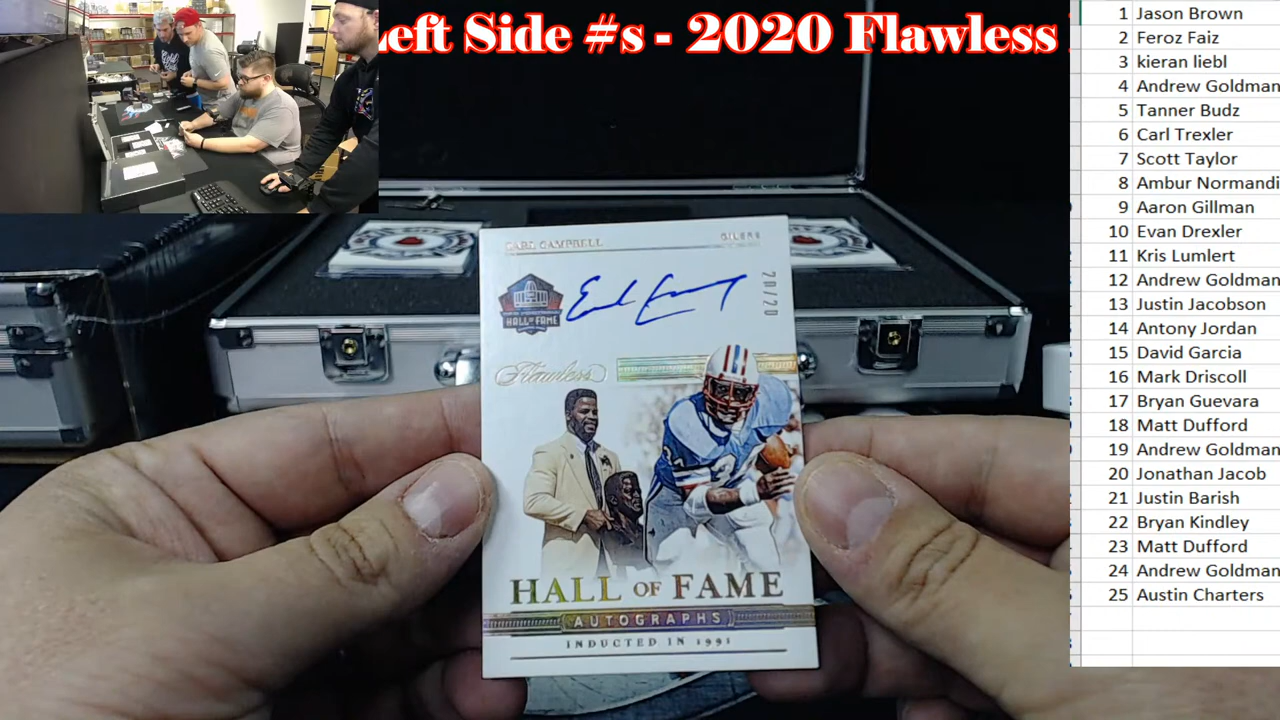 Left Side #s - 2020 Flawless
1 Jason Brown
2 Feroz Faiz
3 kieran liebl
4 Andrew Goldman
5 Tanner Budz
6 Carl Trexler
7 Scott Taylor
8 Ambur Normandi
9 Aaron Gillman
10 Evan Drexler
11 Kris Lumlert
12 Andrew Goldman
13 Justin Jacobson
14 Antony Jordan
15 David Garcia
16 Mark Driscoll
17 Bryan Guevara
18 Matt Dufford
19 Andrew Goldman
20 Jonathan Jacob
21 Justin Barish
22 Bryan Kindley
23 Matt Dufford
24 Andrew Goldman
25 Austin Charters
EARL CAMPBELL
OILERS
20/20
HALL OF FAME
Flawless
HALL OF FAME
AUTOGRAPHS
INDUCTED IN 1991